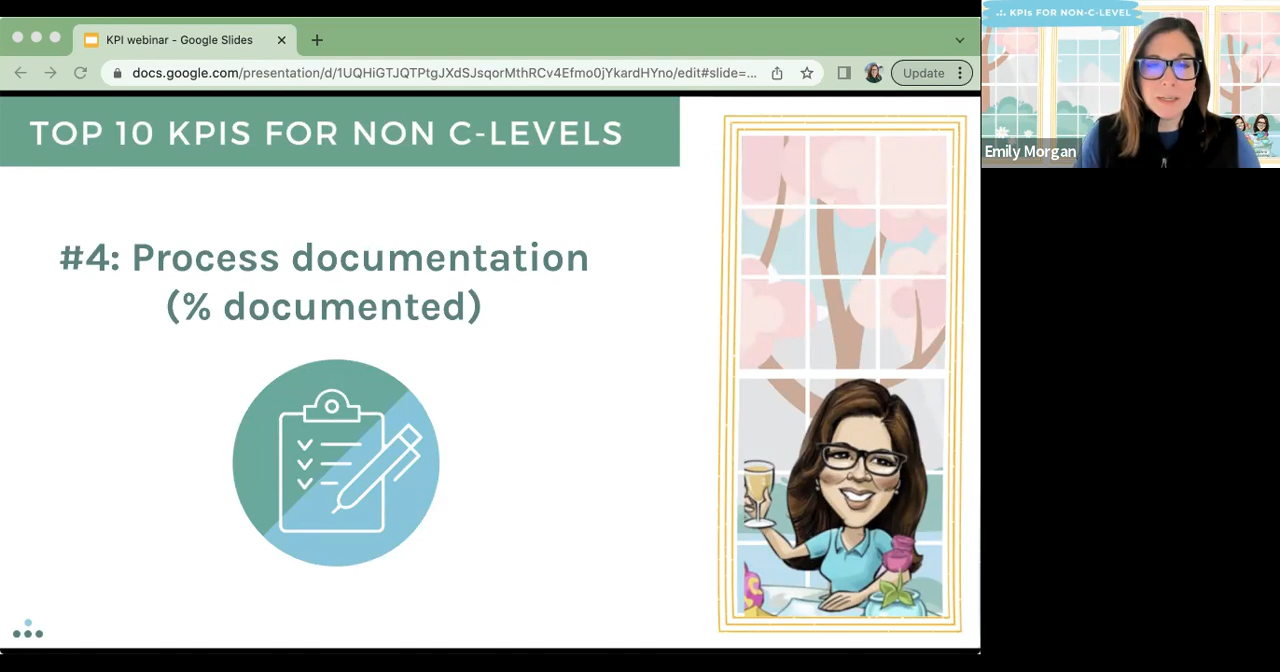 KPI webinar - Google Slides
docs.google.com/presentation/d/1UQHiGTJQTPtgJXdSJsqorMthRCv4Efmo0jYkardHYno/edit#slide=...
Update
KPIs FOR NON-C-LEVEL
Emily Morgan
TOP 10 KPIS FOR NON C-LEVELS
#4: Process documentation
(% documented)